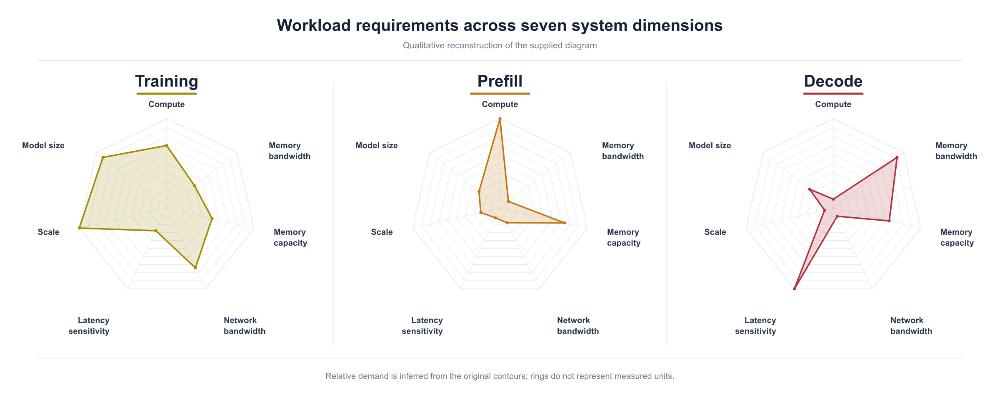 Workload requirements across seven system dimensions
Qualitative reconstruction of the supplied diagram
Training
Compute
Model size
Memory
bandwidth
Scale
Memory
capacity
Latency
sensitivity
Network
bandwidth
Prefill
Compute
Model size
Memory
bandwidth
Scale
Memory
capacity
Latency
sensitivity
Network
bandwidth
Decode
Compute
Model size
Memory
bandwidth
Scale
Memory
capacity
Latency
sensitivity
Network
bandwidth
Relative demand is inferred from the original contours; rings do not represent measured units.